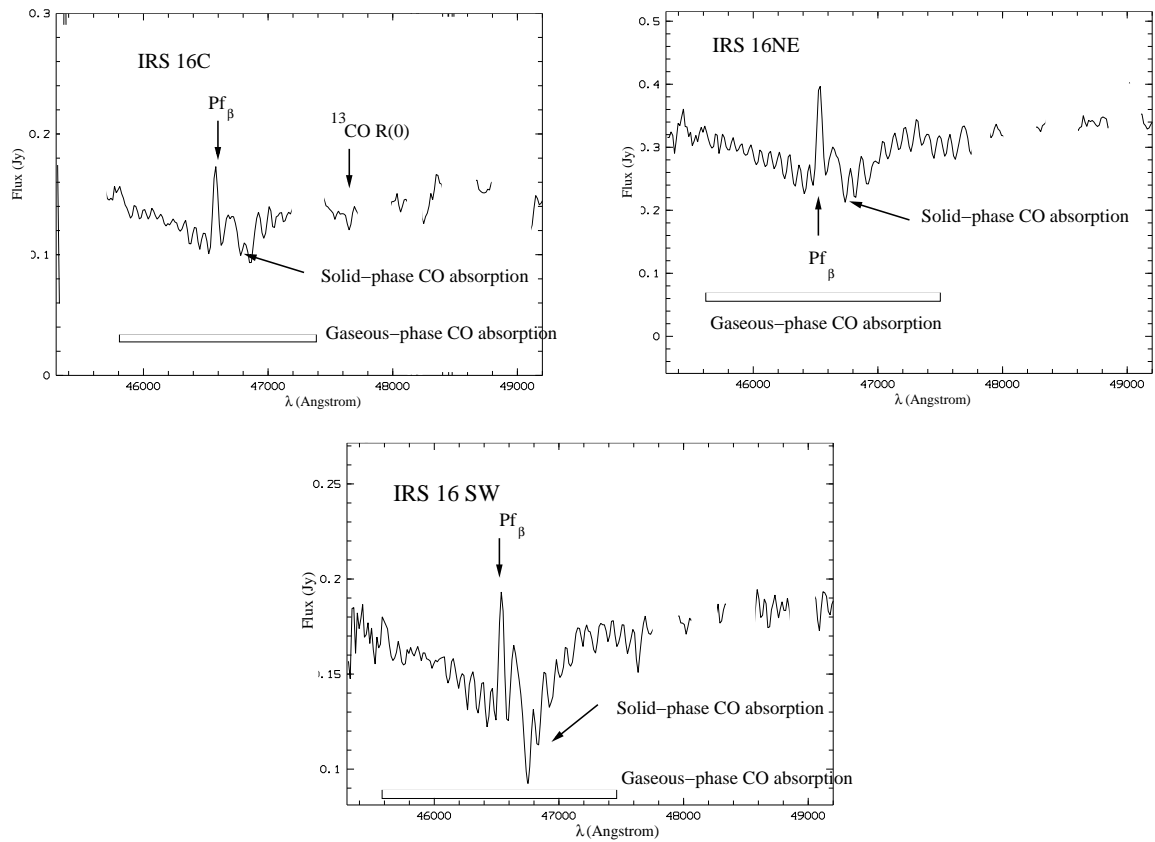 0.3
IRS 16C
Pf β
13CO R(0)
0.2
Flux (Jy)
0.1
Solid−phase CO absorption
Gaseous−phase CO absorption
0
46000 47000 48000 49000
λ (Angstrom)
0.5
IRS 16NE
0.4
Flux (Jy)
0.3
0.2
Solid−phase CO absorption
Pf β
0.1
Gaseous−phase CO absorption
0
46000 47000 48000 49000
λ (Angstrom)
0.25
IRS 16 SW
Pf β
0.2
Flux (Jy)
0.15
Solid−phase CO absorption
0.1
Gaseous−phase CO absorption
46000 47000 48000 49000
λ (Angstrom)